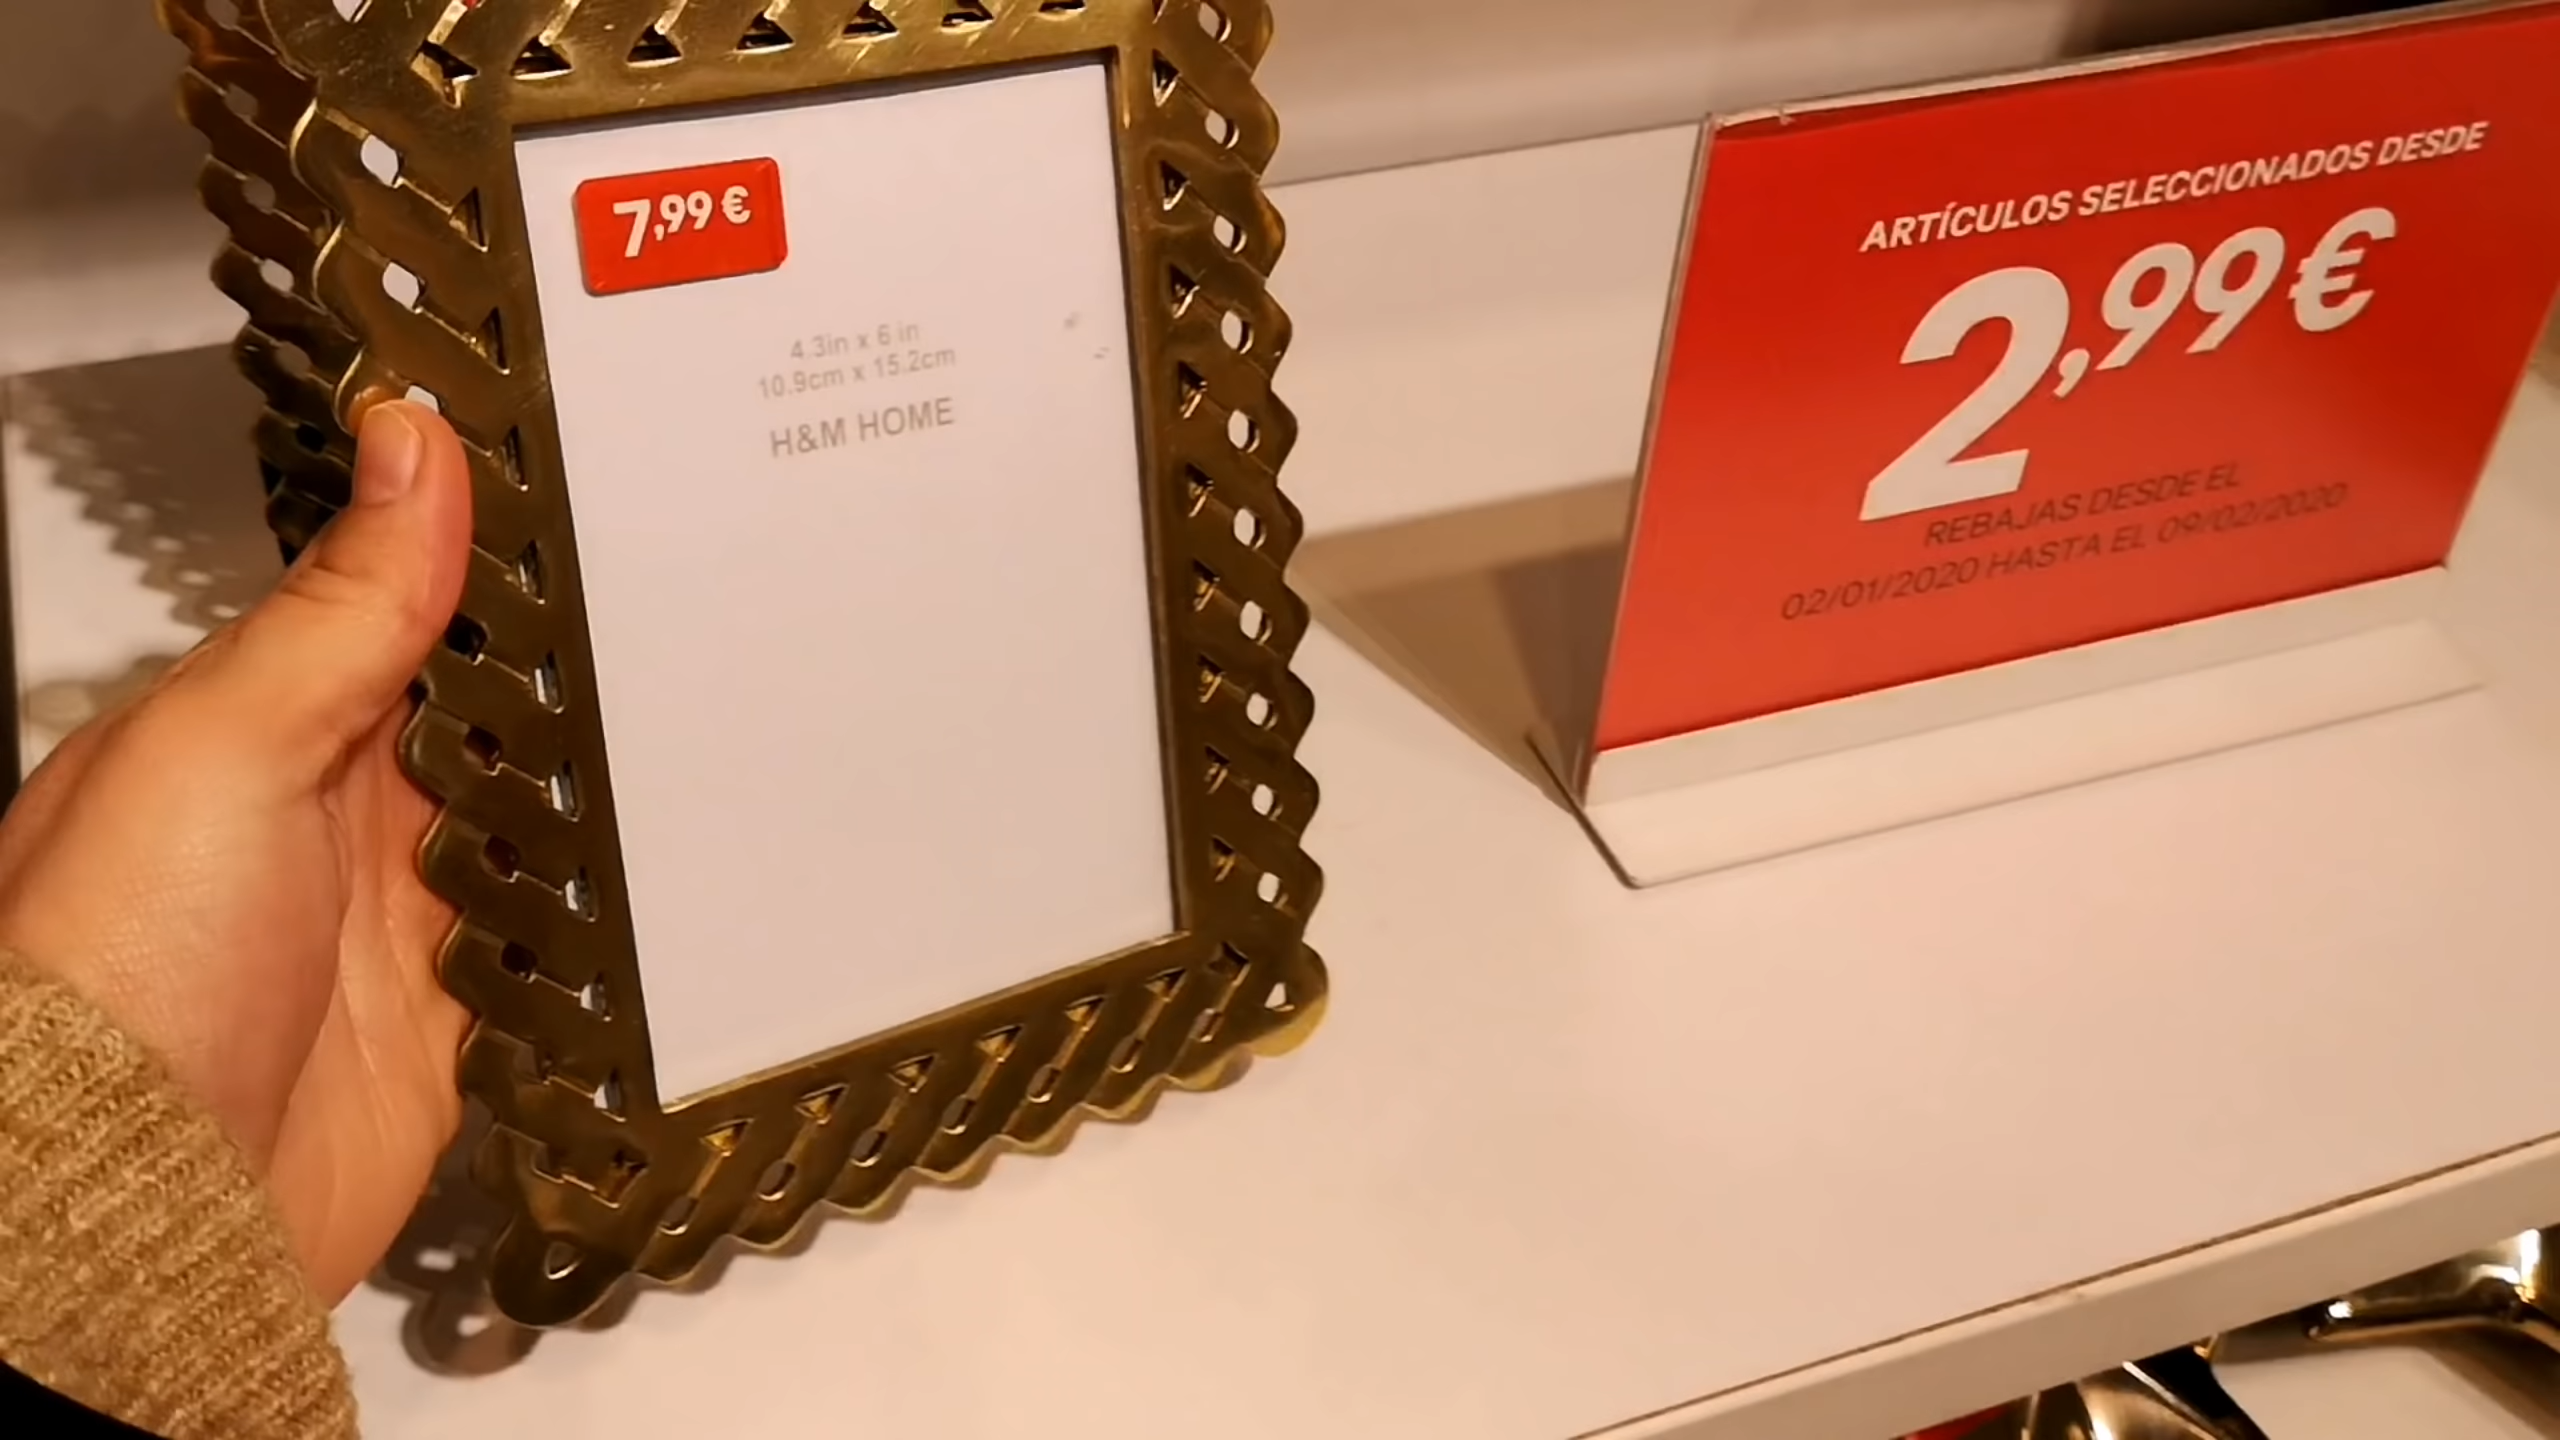 7,99 €
4.3in x 6 in
10.9cm x 15.2cm
H&M HOME
ARTÍCULOS SELECCIONADOS DESDE
2,99 €
REBAJAS DESDE EL
02/01/2020 HASTA EL 09/02/2020